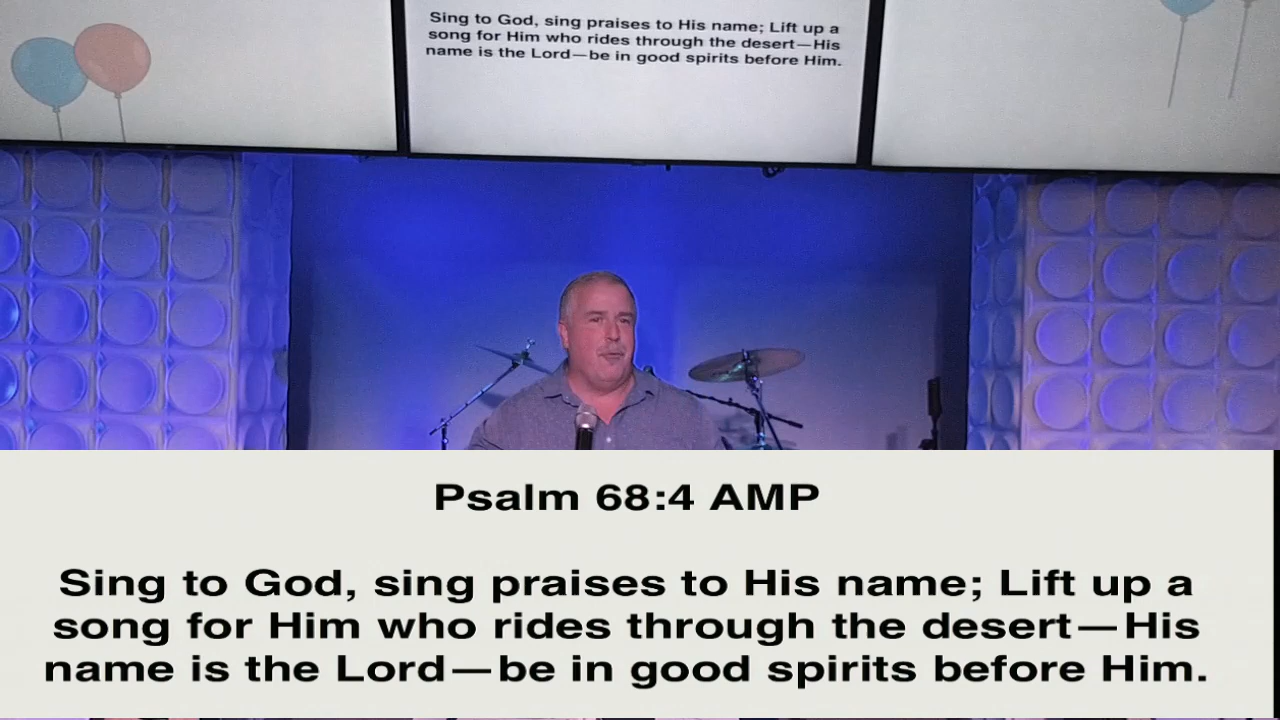 Sing to God, sing praises to His name; Lift up a
song for Him who rides through the desert—His
name is the Lord—be in good spirits before Him.
Psalm 68:4 AMP
Sing to God, sing praises to His name; Lift up a
song for Him who rides through the desert—His
name is the Lord—be in good spirits before Him.